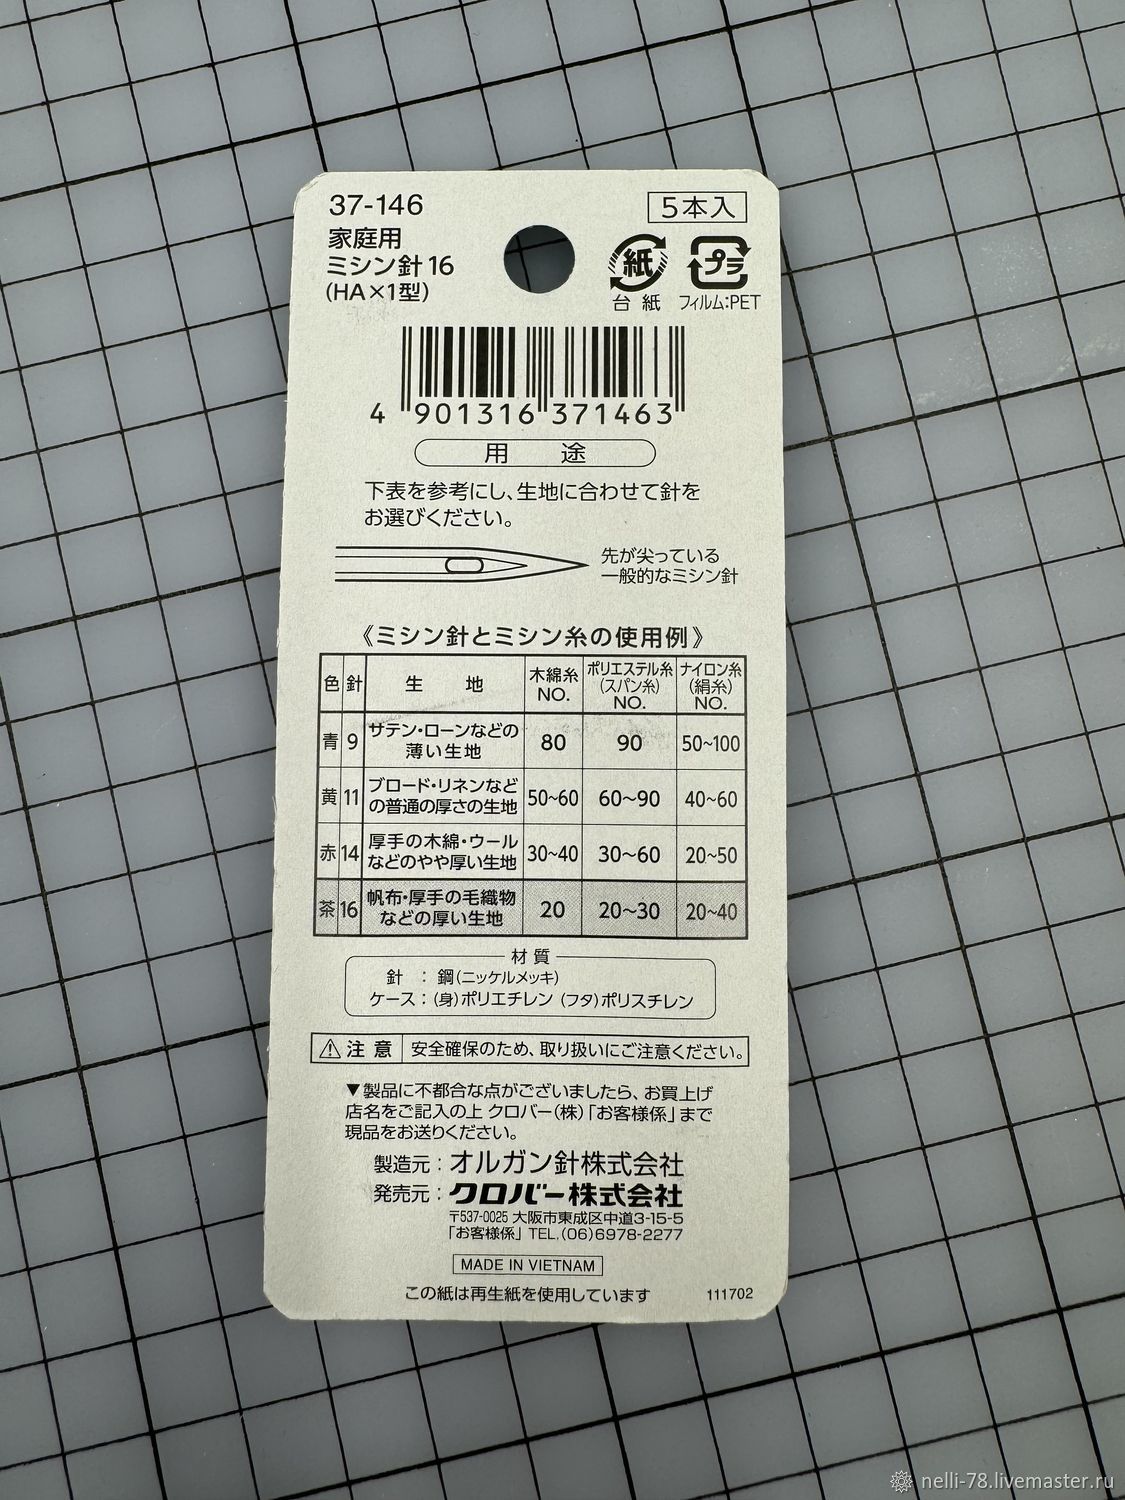 37-146
5本入
家庭用
ミシン針16
(HA×1型)
紙
プラ
台紙
フィルム:PET
4 901316 371463
用途
下表を参考にし、生地に合わせて針を
お選びください。
先が尖っている
一般的なミシン針
《ミシン針とミシン糸の使用例》
色 針 生地 木綿糸 NO. ポリエステル糸 (スパン糸) NO. ナイロン糸 (絹糸) NO.
青 9 サテン・ローンなどの薄い生地 80 90 50~100
黄 11 ブロード・リネンなどの普通の厚さの生地 50~60 60~90 40~60
赤 14 厚手の木綿・ウールなどのやや厚い生地 30~40 30~60 20~50
茶 16 帆布・厚手の毛織物などの厚い生地 20 20~30 20~40
材質
針 : 鋼(ニッケルメッキ)
ケース : (身)ポリエチレン (フタ)ポリスチレン
注意 安全確保のため、取り扱いにご注意ください。
▼製品に不都合な点がございましたら、お買上げ
店名をご記入の上 クロバー(株)「お客様係」まで
現品をお送りください。
製造元 : オルガン針株式会社
発売元 : クロバー株式会社
〒537-0025 大阪市東成区中道3-15-5
「お客様係」 TEL.(06)6978-2277
MADE IN VIETNAM
この紙は再生紙を使用しています
111702
nelli-78.livemaster.ru